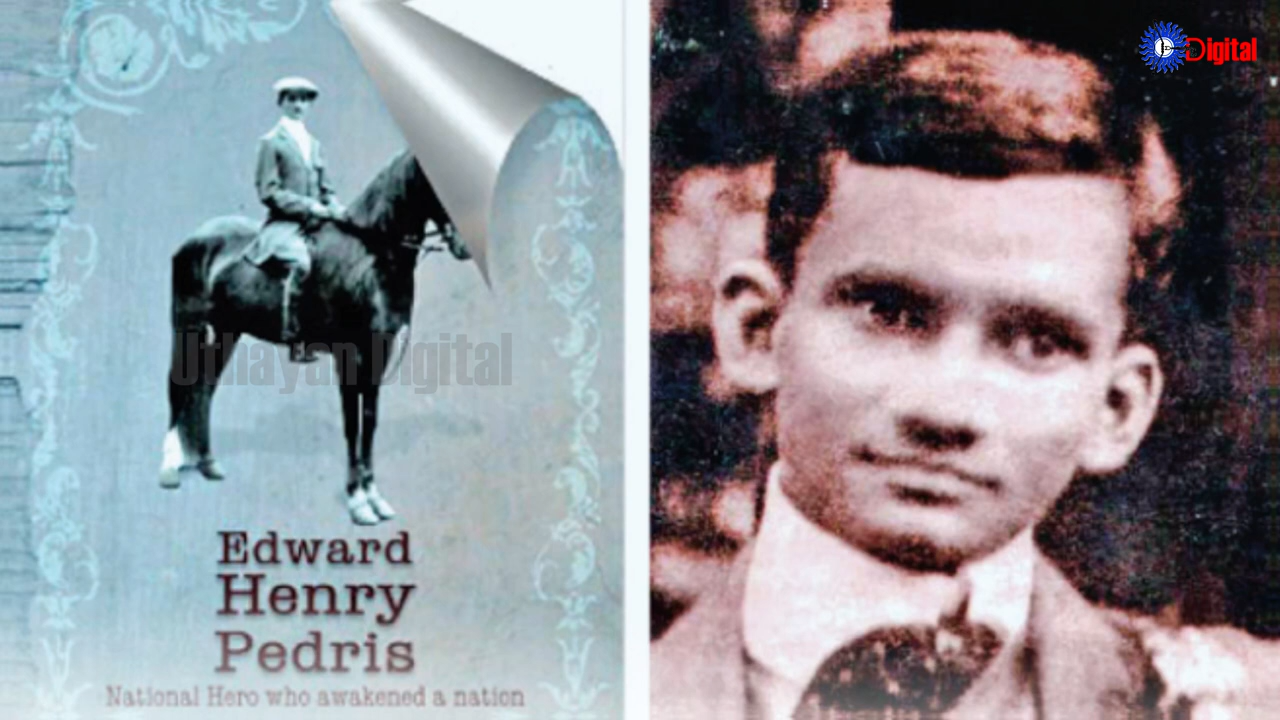 Digital
Uthayan Digital
Edward
Henry
Pedris
National Hero who awakened a nation